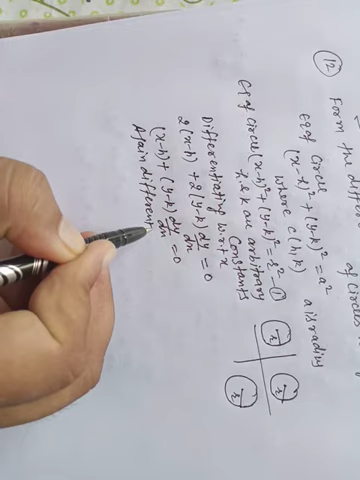 (12) Form the diff of circles
Eq of circle
(x-h)² + (y-k)² = a² a is radius
where c(h, k)
Eq of circle (x-h)² + (y-k)² = r² - (1)
h, k are arbitrary
Constants
Differentiating w.r.t x
2(x-h) + 2(y-k) dy/dx = 0
(x-h) + (y-k) dy/dx = 0
Again different